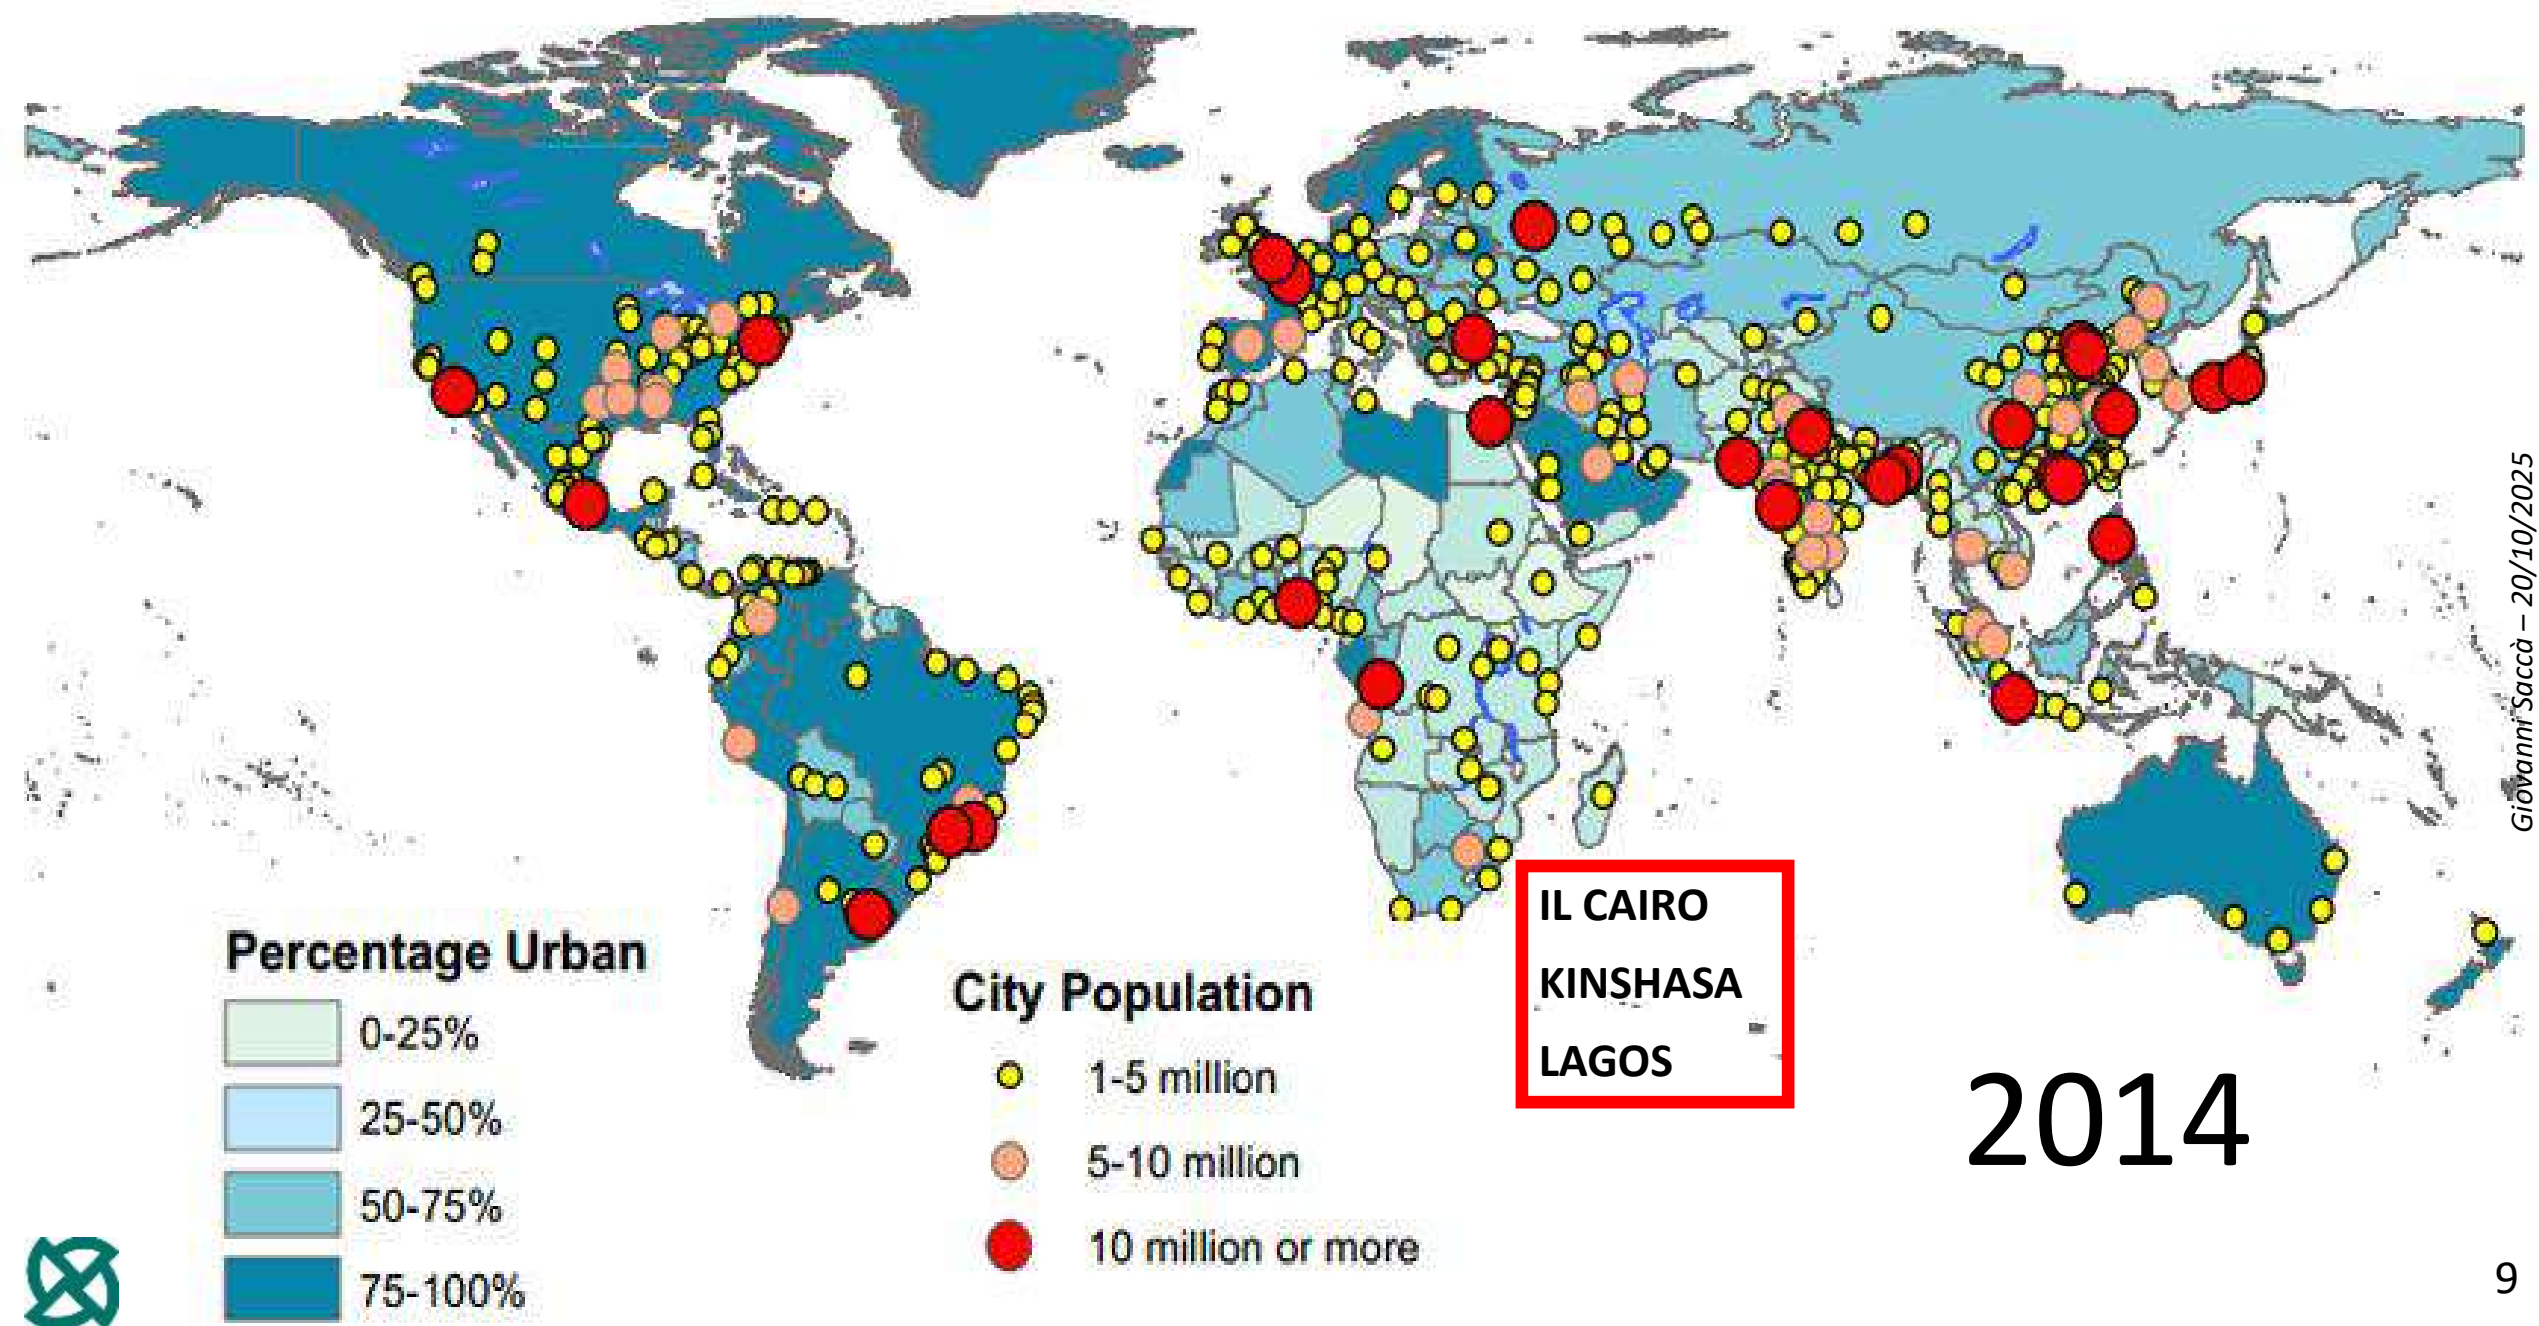 Percentage Urban
0-25%
25-50%
50-75%
75-100%
City Population
1-5 million
5-10 million
10 million or more
IL CAIRO
KINSHASA
LAGOS
2014
Giovanni Saccà – 20/10/2025
9